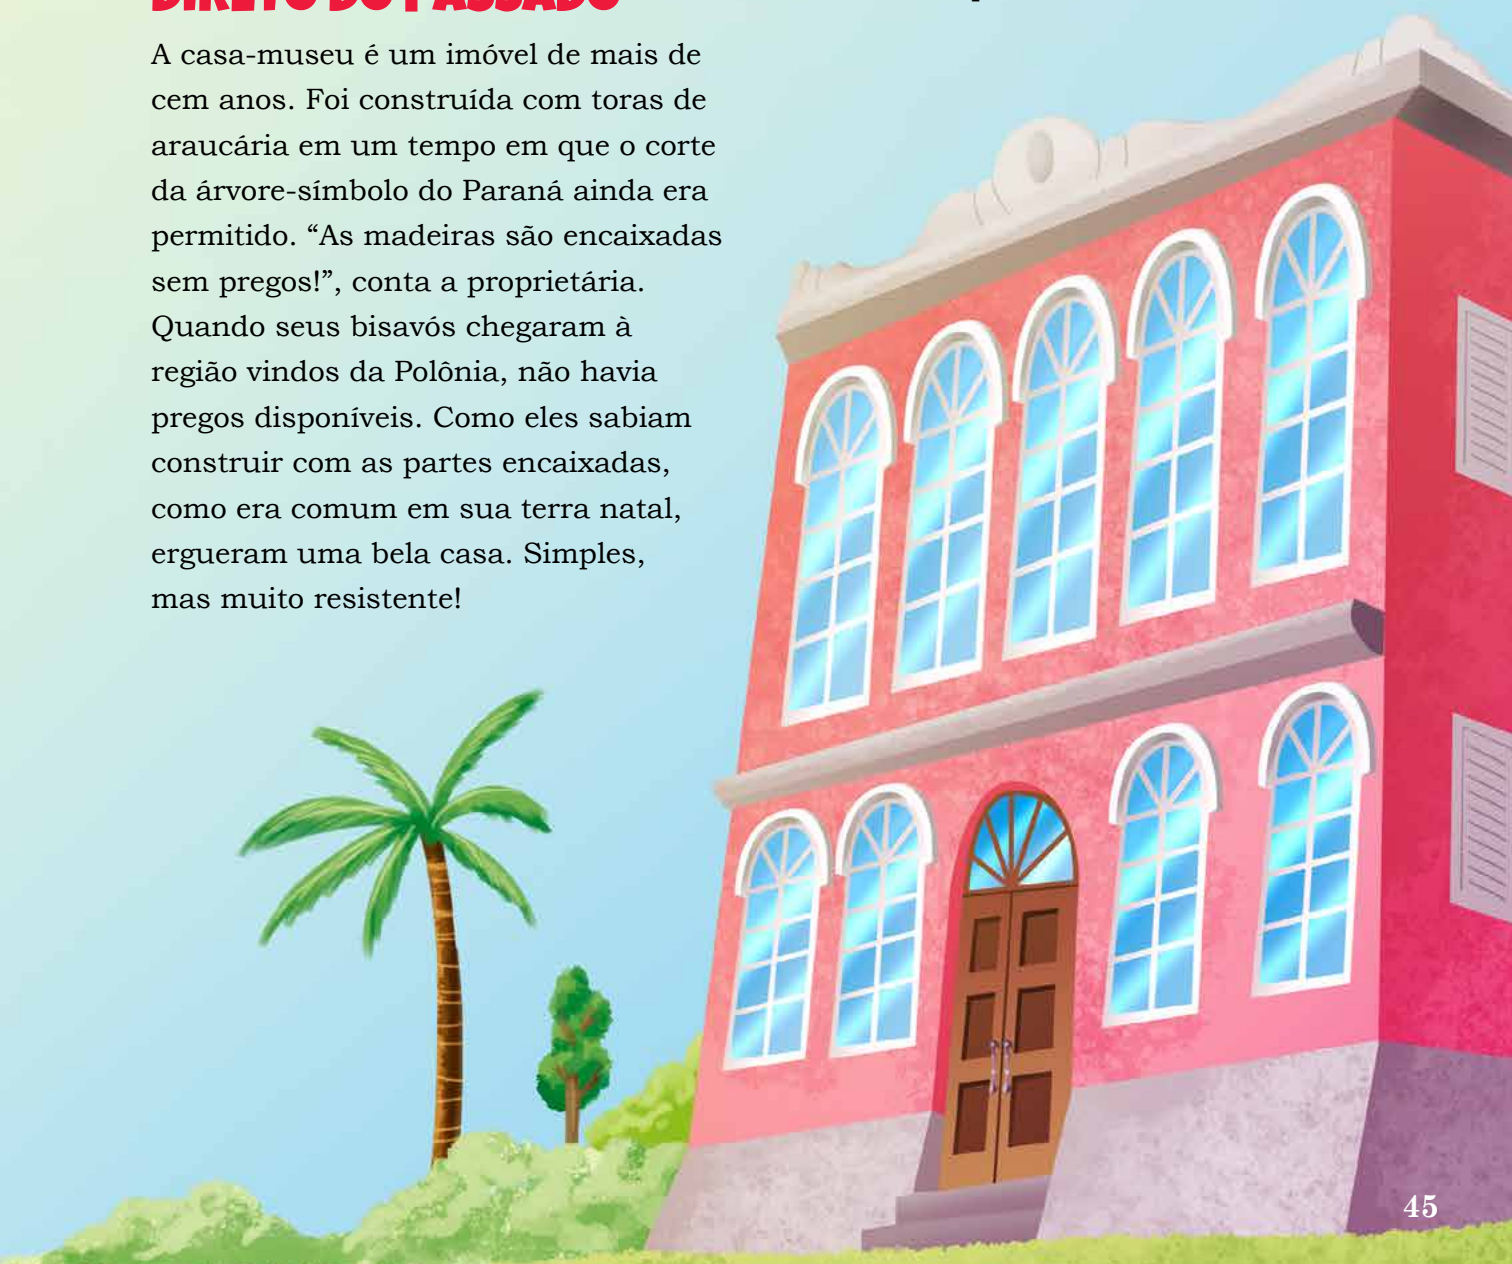 DIRETO DO PASSADO
A casa-museu é um imóvel de mais de
cem anos. Foi construída com toras de
araucária em um tempo em que o corte
da árvore-símbolo do Paraná ainda era
permitido. “As madeiras são encaixadas
sem pregos!”, conta a proprietária.
Quando seus bisavós chegaram à
região vindos da Polônia, não havia
pregos disponíveis. Como eles sabiam
construir com as partes encaixadas,
como era comum em sua terra natal,
ergueram uma bela casa. Simples,
mas muito resistente!
45